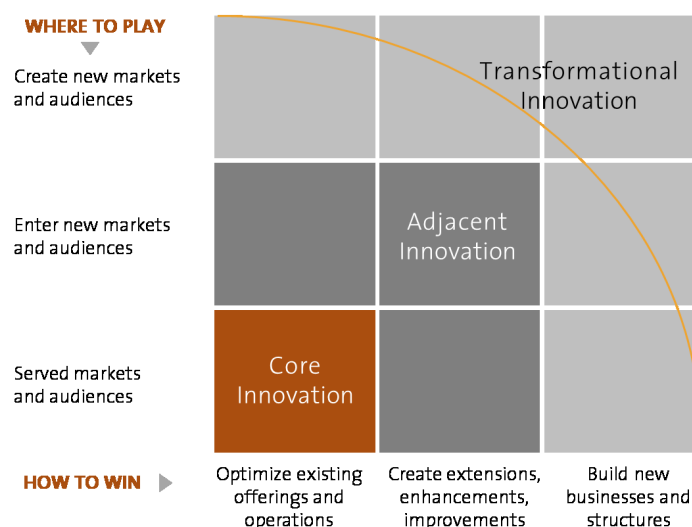 WHERE TO PLAY
Create new markets
and audiences
Transformational
Innovation
Enter new markets
and audiences
Adjacent
Innovation
Served markets
and audiences
Core
Innovation
HOW TO WIN
Optimize existing
offerings and
operations
Create extensions,
enhancements,
improvements
Build new
businesses and
structures